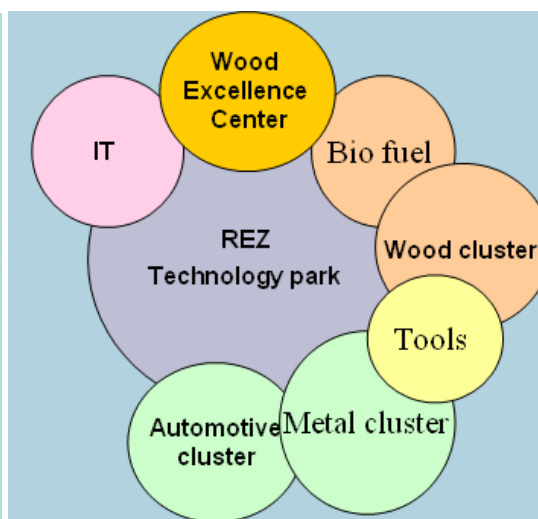 Wood
Excellence
Center
IT
Bio fuel
REZ
Technology park
Wood cluster
Tools
Automotive
cluster
Metal cluster